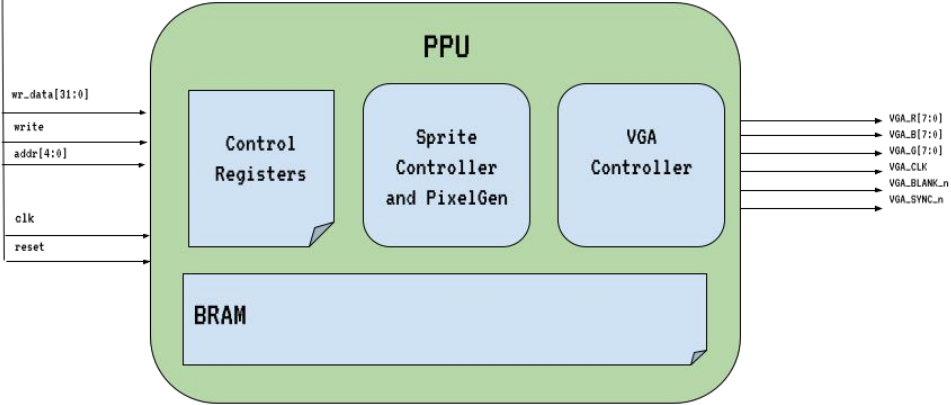 PPU
wr_data[31:0]
write
addr[4:0]
clk
reset
Control
Registers
Sprite
Controller
and PixelGen
VGA
Controller
BRAM
VGA_R[7:0]
VGA_B[7:0]
VGA_G[7:0]
VGA_CLK
VGA_BLANK_n
VGA_SYNC_n